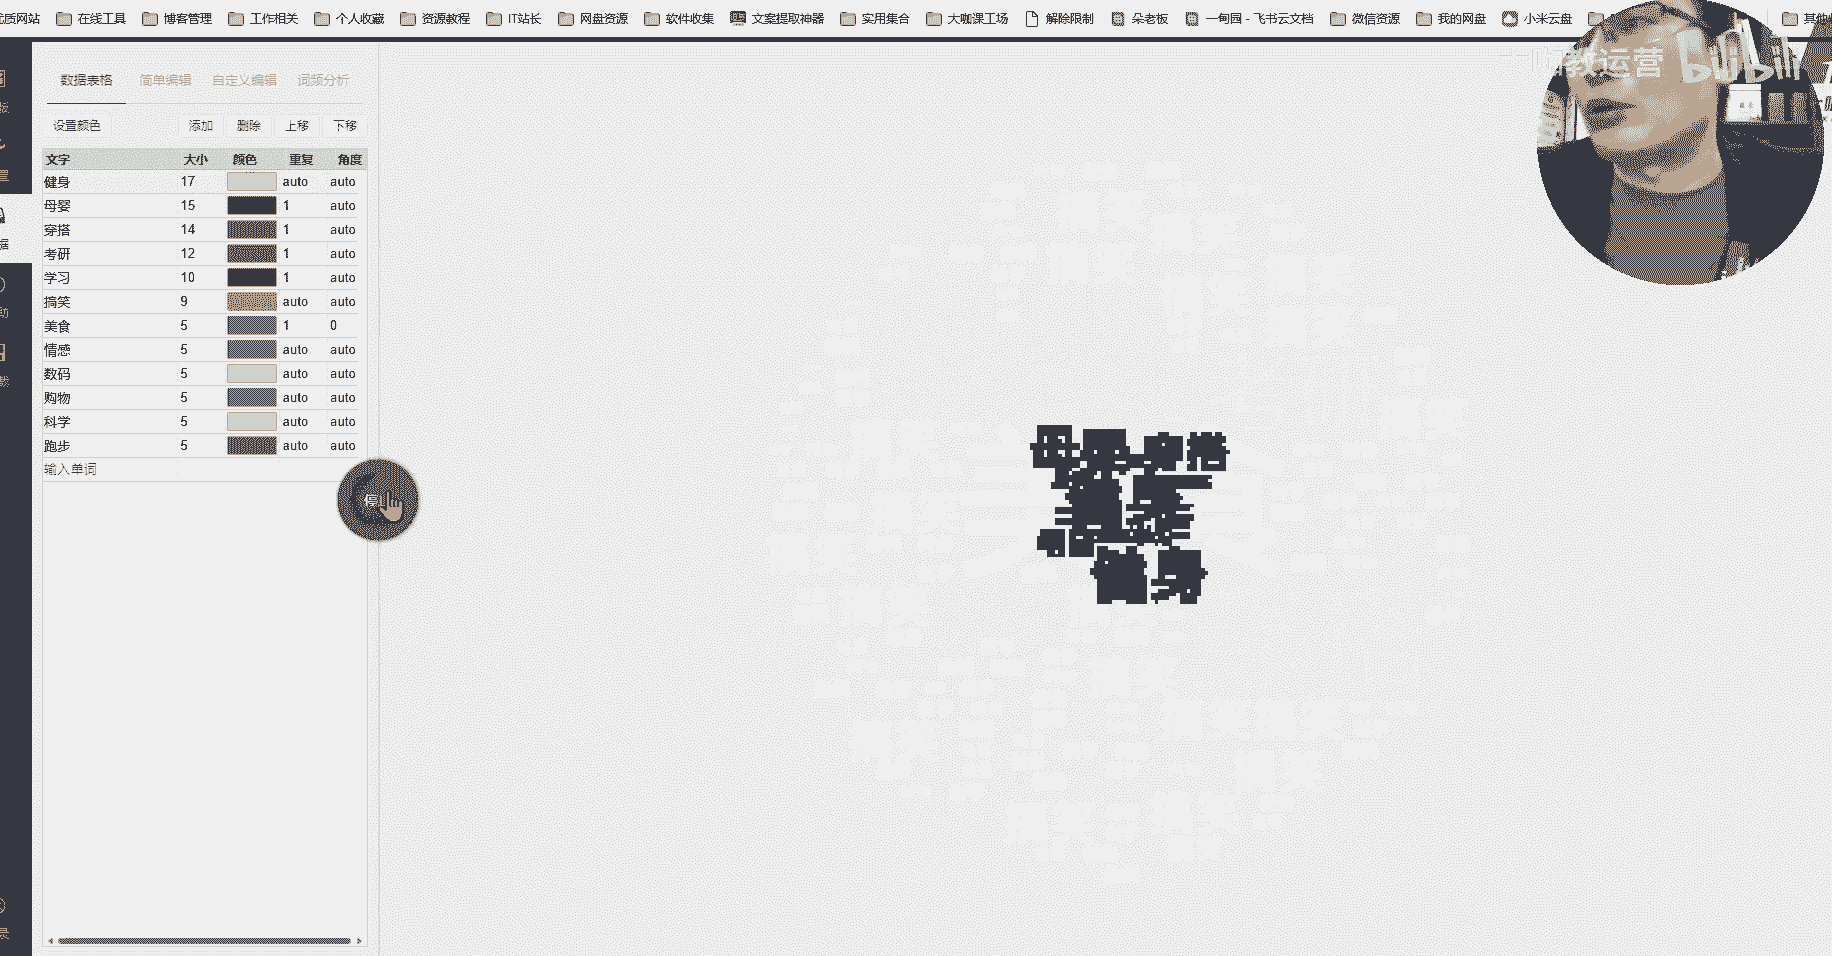 质网站 在线工具 博客管理 工作相关 个人收藏 资源教程 IT站长 网盘资源 软件收集 文案提取神器 实用集合 大咖课工场 解除限制 朵老板 一甸园 - 飞书云文档 微信资源 我的网盘 小米云盘 其他
教运营 bilibili
数据表格 简单编辑 自定义编辑 词频分析
设置颜色 添加 删除 上移 下移
文字 大小 颜色 重复 角度
健身 17 auto auto
母婴 15 1 auto
穿搭 14 1 auto
考研 12 1 auto
学习 10 1 auto
搞笑 9 auto auto
美食 5 1 0
情感 5 auto auto
数码 5 auto auto
购物 5 auto auto
科学 5 auto auto
跑步 5 auto auto
输入单词
停止